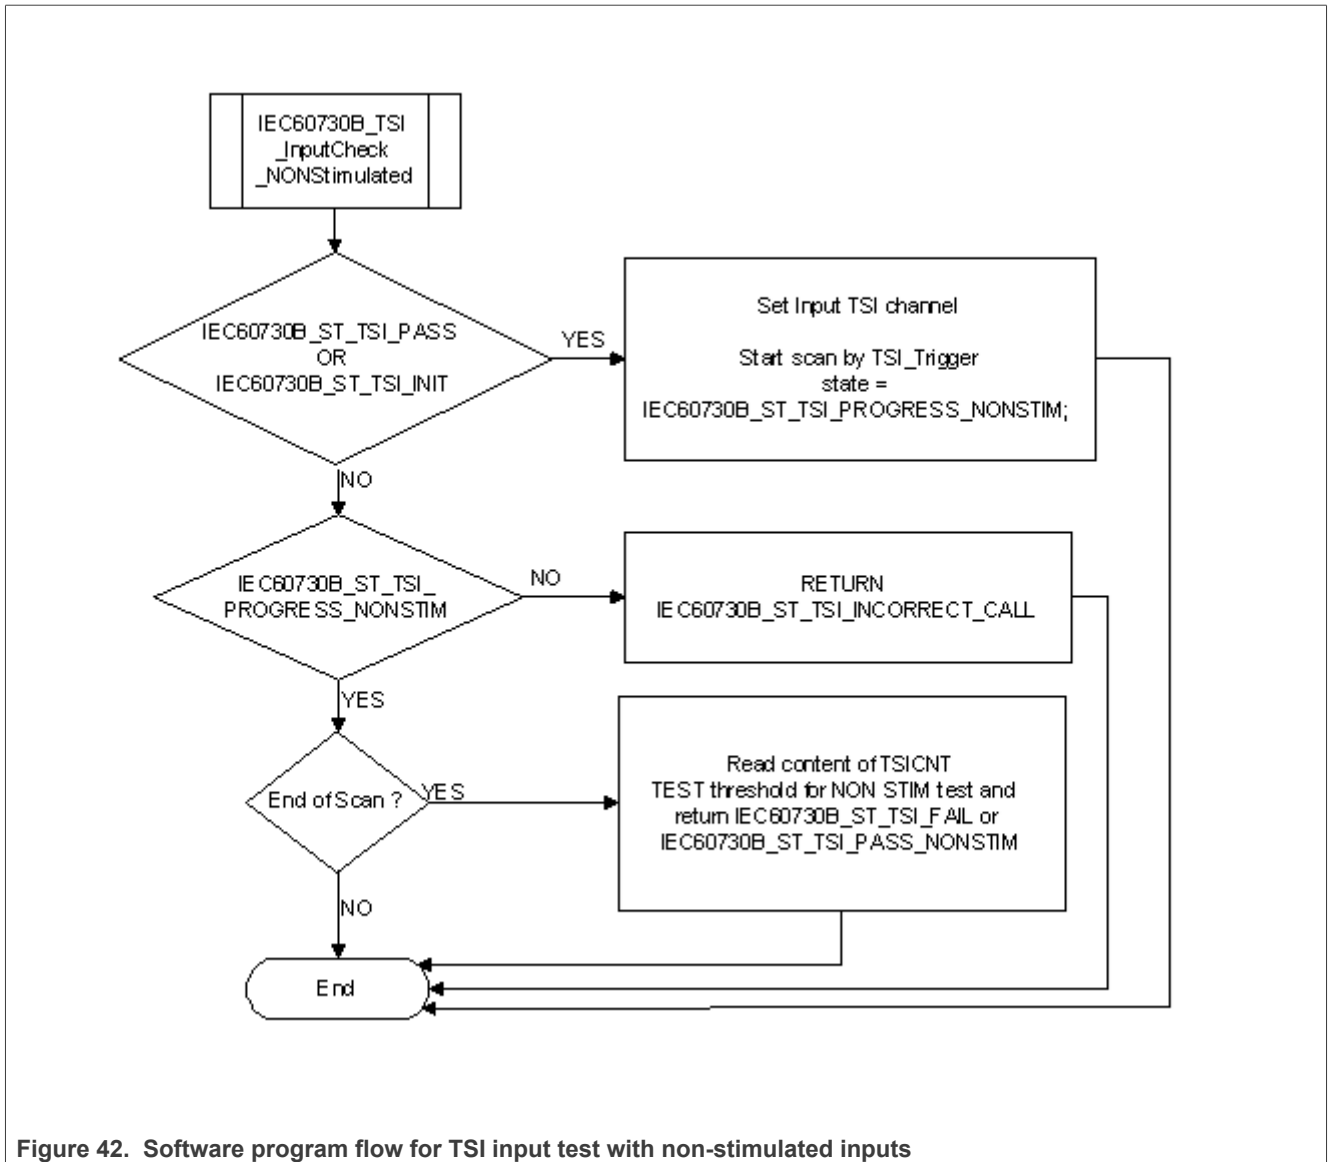 IEC60730B_TSI
_InputCheck
_NONStimulated
IEC60730B_ST_TSI_PASS
OR
IEC60730B_ST_TSI_INIT
YES
Set Input TSI channel
Start scan by TSI_Trigger
state =
IEC60730B_ST_TSI_PROGRESS_NONSTIM;
NO
IEC60730B_ST_TSI_
PROGRESS_NONSTIM
NO
RETURN
IEC60730B_ST_TSI_INCORRECT_CALL
YES
End of Scan ?
YES
Read content of TSICNT
TEST threshold for NON STIM test and
return IEC60730B_ST_TSI_FAIL or
IEC60730B_ST_TSI_PASS_NONSTIM
NO
End
Figure 42. Software program flow for TSI input test with non-stimulated inputs